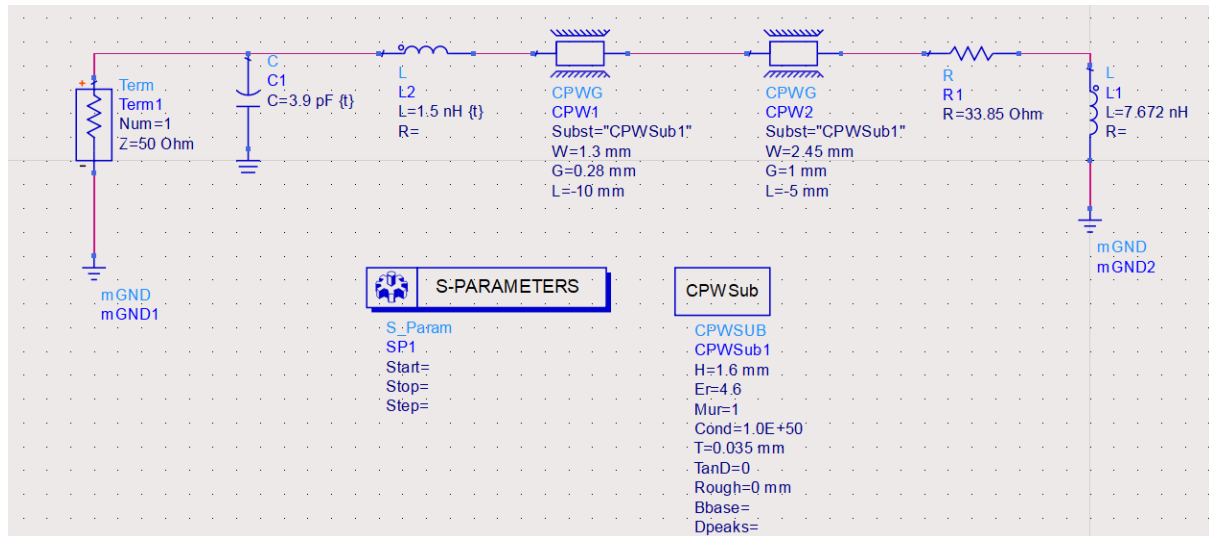 +
Term
Term1
Num=1
Z=50 Ohm
-
C
C1
C=3.9 pF {t}
L
L2
L=1.5 nH {t}
R=
CPWG
CPW1
Subst="CPWSub1"
W=1.3 mm
G=0.28 mm
L=-10 mm
CPWG
CPW2
Subst="CPWSub1"
W=2.45 mm
G=1 mm
L=-5 mm
R
R1
R=33.85 Ohm
L
L1
L=7.672 nH
R=
mGND
mGND1
mGND
mGND2
S-PARAMETERS
S_Param
SP1
Start=
Stop=
Step=
CPWSub
CPWSUB
CPWSub1
H=1.6 mm
Er=4.6
Mur=1
Cond=1.0E+50
T=0.035 mm
TanD=0
Rough=0 mm
Bbase=
Dpeaks=